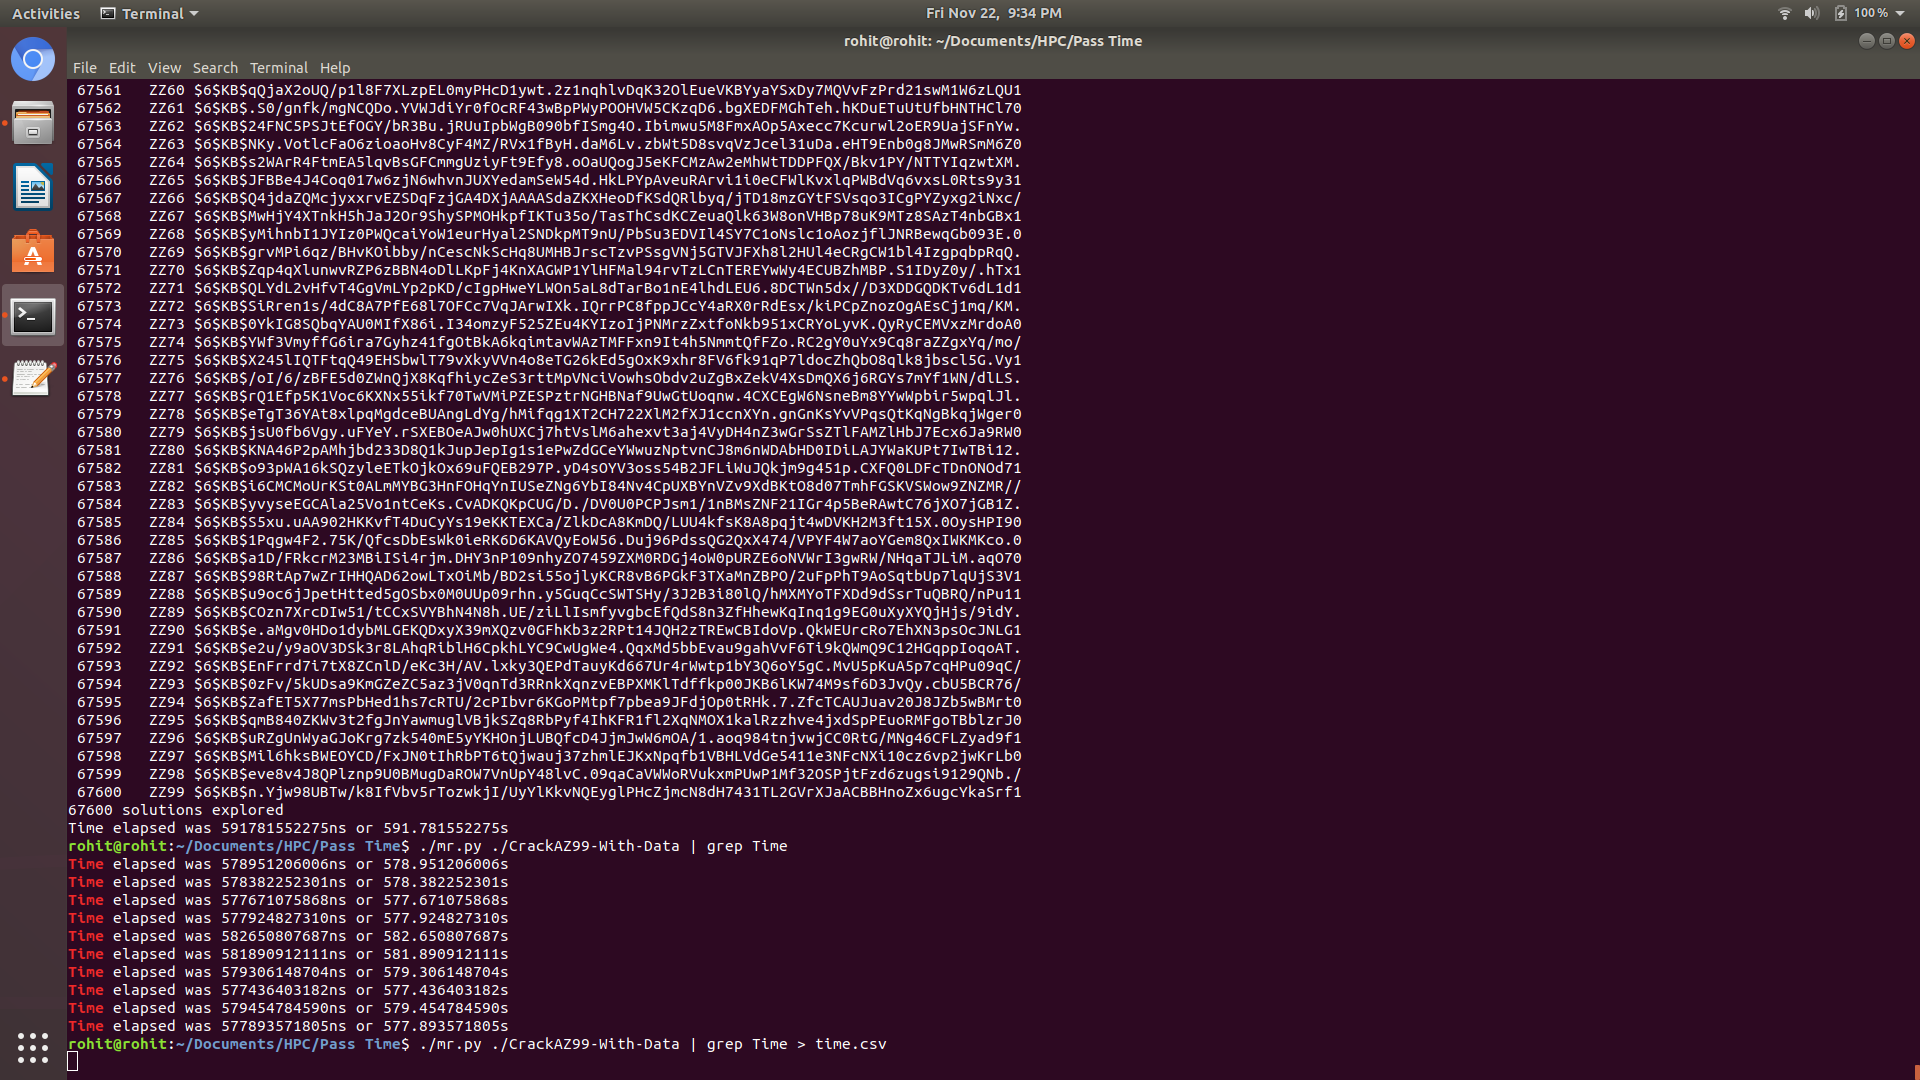 Activities Terminal Fri Nov 22, 9:34 PM 100%
rohit@rohit: ~/Documents/HPC/Pass Time
File Edit View Search Terminal Help
67561 ZZ60 $6$KB$qQjaX2oUQ/p1l8F7XLzpEL0myPHcD1ywt.2z1nqhlvDqK32OlEueVKBYyaYSxDy7MQVvFzPrd21swM1W6zLQU1
67562 ZZ61 $6$KB$.S0/gnfk/mgNCQDo.YVWJdiYr0fOcRF43wBpPWyPOOHVW5CKzqD6.bgXEDFMGhTeh.hKDuETuUtUfbHNTHCl70
67563 ZZ62 $6$KB$24FNC5PSJtEfOGY/bR3Bu.jRUuIpbWgB090bfISmg4O.Ibimwu5M8FmxAOp5Axecc7Kcurwl2oER9UajSFnYw.
67564 ZZ63 $6$KB$NKy.VotlcFaO6zioaoHv8CyF4MZ/RVx1fByH.daM6Lv.zbWt5D8svqVzJcel31uDa.eHT9Enb0g8JMwRSmM6Z0
67565 ZZ64 $6$KB$s2WArR4FtmEA5lqvBsGFCmmgUziyFt9Efy8.oOaUQogJ5eKFCMzAw2eMhWtTDDPFQX/Bkv1PY/NTTYIqzwtXM.
67566 ZZ65 $6$KB$JFBBe4J4Coq017w6zjN6whvnJUXYedamSeW54d.HkLPYpAveuRArvi1i0eCFWlKvxlqPWBdVq6vxsL0Rts9y31
67567 ZZ66 $6$KB$Q4jdaZQMcjyxxrvEZSDqFzjGA4DXjAAAASdaZKXHeoDfKSdQRlbyq/jTD18mzGYtFSVsqo3ICgPYZyxg2iNxc/
67568 ZZ67 $6$KB$MwHjY4XTnkH5hJaJ2Or9ShySPMOHkpfIKTu35o/TasThCsdKCZeuaQlk63W8onVHBp78uK9MTz8SAzT4nbGBx1
67569 ZZ68 $6$KB$yMihnbI1JYIz0PWQcaiYoW1eurHyal2SNDkpMT9nU/PbSu3EDVIl4SY7C1oNslc1oAozjflJNRBewqGb093E.0
67570 ZZ69 $6$KB$grvMPi6qz/BHvKOibby/nCescNkScHq8UMHBJrscTzvPSsgVNj5GTVJFXh8l2HUl4eCRgCW1bl4IzgpqbpRqQ.
67571 ZZ70 $6$KB$Zqp4qXlunwvRZP6zBBN4oDlLKpFj4KnXAGWP1YlHFMal94rvTzLCnTEREYwWy4ECUBZhMBP.S1IDyZ0y/.hTx1
67572 ZZ71 $6$KB$QLYdL2vHfvT4GgVmLYp2pKD/cIgpHweYLWOn5aL8dTarBo1nE4lhdLEU6.8DCTWn5dx//D3XDDGQDKTv6dL1d1
67573 ZZ72 $6$KB$SiRren1s/4dC8A7PfE68l7OFCc7VqJArwIXk.IQrrPC8fppJCcY4aRX0rRdEsx/kiPCpZnozOgAEsCj1mq/KM.
67574 ZZ73 $6$KB$0YkIG8SQbqYAU0MIfX86i.I34omzyF525ZEu4KYIzoIjPNMrzZxtfoNkb951xCRYoLyvK.QyRyCEMVxzMrdoA0
67575 ZZ74 $6$KB$YWf3VmyffG6ira7Gyhz41fgOtBkA6kqimtavWAzTMFFxn9It4h5NmmtQfFZo.RC2gY0uYx9Cq8raZZgxYq/mo/
67576 ZZ75 $6$KB$X245lIQTFtqQ49EHSbwlT79vXkyVVn4o8eTG26kEd5gOxK9xhr8FV6fk91qP7ldocZhQbO8qlk8jbscl5G.Vy1
67577 ZZ76 $6$KB$/oI/6/zBFE5d0ZWnQjX8KqfhiyczeS3rttMpVNciVowhsObdv2uZgBxZekV4XsDmQX6j6RGYs7mYf1WN/dlLS.
67578 ZZ77 $6$KB$rQ1Efp5K1Voc6KXNx55ikf70TwVMiPZESPztrNGHBNaf9UwGtUoqnw.4CXCEgW6NsneBm8YYwWpbir5wpqlJl.
67579 ZZ78 $6$KB$eTgT36YAt8xlpqMgdceBUAngLdYg/hMifqg1XT2CH722XlM2fXJ1ccnXYn.gnGnKsYvVPqsQtKqNgBkqjWger0
67580 ZZ79 $6$KB$jsU0fb6Vgy.uFYeY.rSXEBOeAJw0hUXCj7htVslM6ahexvt3aj4VyDH4nZ3wGrSsZTlFAMZlHbJ7Ecx6Ja9RW0
67581 ZZ80 $6$KB$KNA46P2pAMhjbd233D8Q1kJupJepIg1s1ePwZdGCeYWwuzNptvnCJ8m6nWDAbHD0IDiLAJYWaKUPt7IwTBi12.
67582 ZZ81 $6$KB$o93pWA16kSQzyleETkOjkOx69uFQEB297P.yD4sOYV3oss54B2JFLiWuJQkjm9g451p.CXFQ0LDFcTDnONOd71
67583 ZZ82 $6$KB$i6CMCMoUrKSt0ALmMYBG3HnFOHqYnIUSeZNg6YbI84Nv4CpUXBYnVZv9XdBKtO8d07TmhFGSKVSWow9ZNZMR//
67584 ZZ83 $6$KB$yvyseEGCAla25Vo1ntCeKs.CvADKQKpCUG/D./DV0U0PCPJsm1/1nBMsZNF21IGr4p5BeRAwtC76jXO7jGB1Z.
67585 ZZ84 $6$KB$S5xu.uAA902HKKvfT4DuCyYs19eKKTEXCa/ZlkDcA8KmDQ/LUU4kfsK8A8pqjt4wDVKH2M3ft15X.0OysHPI90
67586 ZZ85 $6$KB$1Pqgw4F2.75K/QfcsDbEsWk0ieRK6D6KAVQyEoW56.Duj96PdssQG2QxX474/VPYF4W7aoYGem8QxIWKMKco.0
67587 ZZ86 $6$KB$a1D/FRkcrM23MBiISi4rjm.DHY3nP109nhyZO7459ZXM0RDGj4oW0pURZE6oNVWrI3gwRW/NHqaTJLiM.aqO70
67588 ZZ87 $6$KB$98RtAp7wZrIHHQAD62owLTxOiMb/BD2si55ojlyKCR8vB6PGkF3TXaMnZBPO/2uFpPhT9AoSqtbUp7lqUjS3V1
67589 ZZ88 $6$KB$u9oc6jJpetHtted5gOSbx0M0UUp09rhn.y5GuqCcSWTSHy/3J2B3i80lQ/hMXMYoTFXDd9dSsrTuQBRQ/nPu11
67590 ZZ89 $6$KB$COzn7XrcDIw51/tCCxSVYBhN4N8h.UE/ziLlIsmfyvgbcEfQdS8n3ZfHhewKqInq1g9EG0uXyXYQjHjs/9idY.
67591 ZZ90 $6$KB$e.aMgv0HDo1dybMLGEKQDxyX39mXQzv0GFhKb3z2RPt14JQH2zTREwCBIdoVp.QkWEUrcRo7EhXN3psOcJNLG1
67592 ZZ91 $6$KB$e2u/y9aOV3DSk3r8LAhqRiblH6CpkhLYC9CwUgWe4.QqxMd5bbEvau9gahVvF6Ti9kQWmQ9C12HGqppIoqoAT.
67593 ZZ92 $6$KB$EnFrrd7i7tX8ZCnlD/eKc3H/AV.lxky3QEPdTauyKd667Ur4rWwtp1bY3Q6oY5gC.MvU5pKuA5p7cqHPu09qC/
67594 ZZ93 $6$KB$0zFv/5kUDsa9KmGZeZC5az3jV0qnTd3RRnkXqnzvEBPXMKlTdffkp00JKB6lKW74M9sf6D3JvQy.cbU5BCR76/
67595 ZZ94 $6$KB$ZafET5X77msPbHed1hs7cRTU/2cPIbvr6KGoPMtpf7pbea9JFdjOp0tRHk.7.ZfcTCAUJuav20J8JZb5wBMrt0
67596 ZZ95 $6$KB$qmB840ZKWv3t2fgJnYawmuglVBjkSZq8RbPyf4IhKFR1fl2XqNMOX1kalRzzhve4jxdSpPEuoRMFgoTBblzrJ0
67597 ZZ96 $6$KB$uRZgUnWyaGJoKrg7zk540mE5yYKHOnjLUBQfcD4JjmJwW6mOA/1.aoq984tnjvwjCC0RtG/MNg46CFLZyad9f1
67598 ZZ97 $6$KB$Mil6hksBWEOYCD/FxJN0tIhRbPT6tQjwauj37zhmlEJKxNpqfb1VBHLVdGe5411e3NFcNXi10cz6vp2jwKrLb0
67599 ZZ98 $6$KB$eve8v4J8QPlznp9U0BMugDaROW7VnUpY48lvC.09qaCaVWWoRVukxmPUwP1Mf32OSPjtFzd6zugsi9129QNb./
67600 ZZ99 $6$KB$n.Yjw98UBTw/k8IfVbv5rTozwkjI/UyYlKkvNQEyglPHcZjmcN8dH7431TL2GVrXJaACBBHnoZx6ugcYkaSrf1
67600 solutions explored
Time elapsed was 591781552275ns or 591.781552275s
rohit@rohit:~/Documents/HPC/Pass Time$ ./mr.py ./CrackAZ99-With-Data | grep Time
Time elapsed was 578951206006ns or 578.951206006s
Time elapsed was 578382252301ns or 578.382252301s
Time elapsed was 577671075868ns or 577.671075868s
Time elapsed was 577924827310ns or 577.924827310s
Time elapsed was 582650807687ns or 582.650807687s
Time elapsed was 581890912111ns or 581.890912111s
Time elapsed was 579306148704ns or 579.306148704s
Time elapsed was 577436403182ns or 577.436403182s
Time elapsed was 579454784590ns or 579.454784590s
Time elapsed was 577893571805ns or 577.893571805s
rohit@rohit:~/Documents/HPC/Pass Time$ ./mr.py ./CrackAZ99-With-Data | grep Time > time.csv